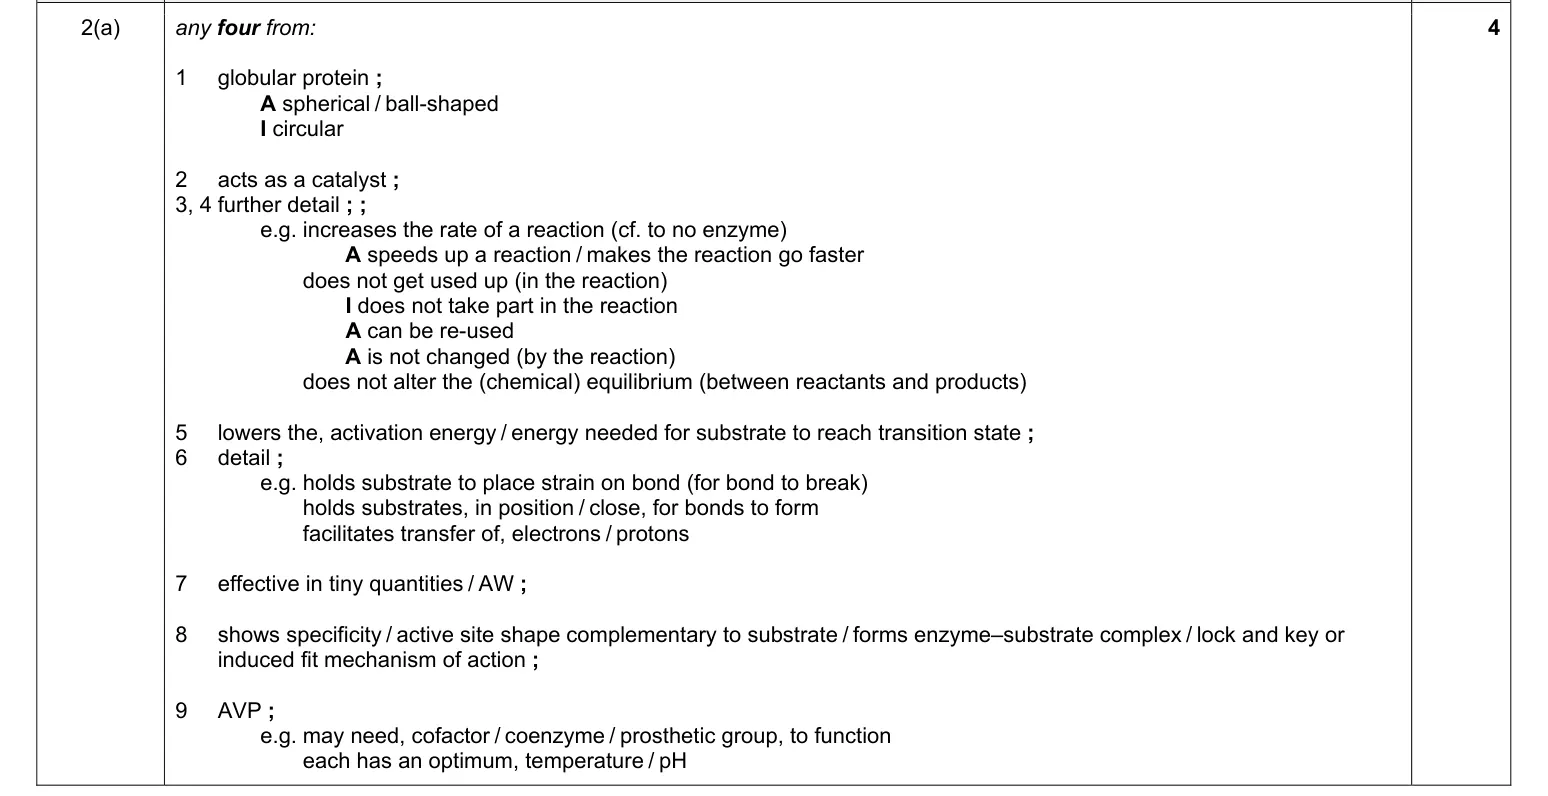 2(a) any four from: 4
1 globular protein ;
A spherical / ball-shaped
I circular
2 acts as a catalyst ;
3, 4 further detail ; ;
e.g. increases the rate of a reaction (cf. to no enzyme)
A speeds up a reaction / makes the reaction go faster
does not get used up (in the reaction)
I does not take part in the reaction
A can be re-used
A is not changed (by the reaction)
does not alter the (chemical) equilibrium (between reactants and products)
5 lowers the, activation energy / energy needed for substrate to reach transition state ;
6 detail ;
e.g. holds substrate to place strain on bond (for bond to break)
holds substrates, in position / close, for bonds to form
facilitates transfer of, electrons / protons
7 effective in tiny quantities / AW ;
8 shows specificity / active site shape complementary to substrate / forms enzyme–substrate complex / lock and key or
induced fit mechanism of action ;
9 AVP ;
e.g. may need, cofactor / coenzyme / prosthetic group, to function
each has an optimum, temperature / pH